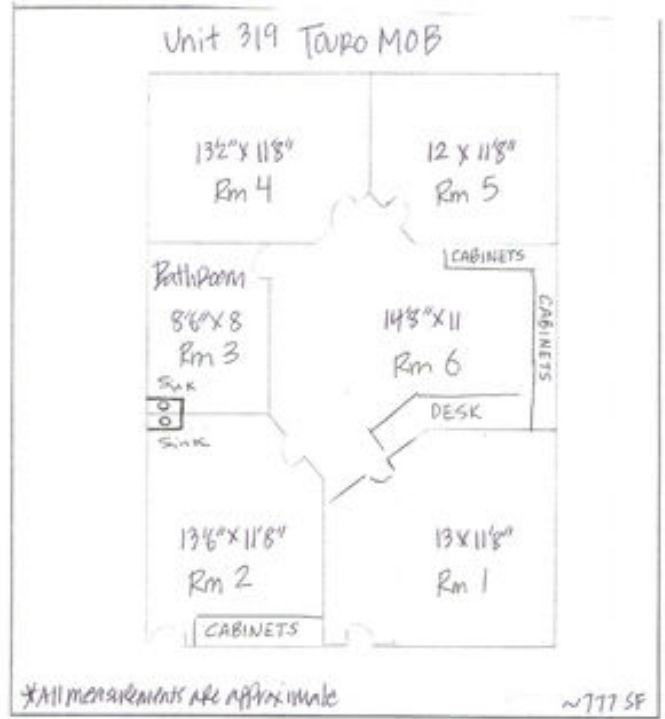 Unit 319 Touro MOB
13'2" X 11'8"
Rm 4
12 X 11'8"
Rm 5
CABINETS
Bathroom
8'6" X 8
Rm 3
14'8" X 11
Rm 6
CABINETS
Sink
DESK
Sink
13'6" X 11'8"
Rm 2
13 X 11'8"
Rm 1
CABINETS
*All measurements are approximate
~777 SF